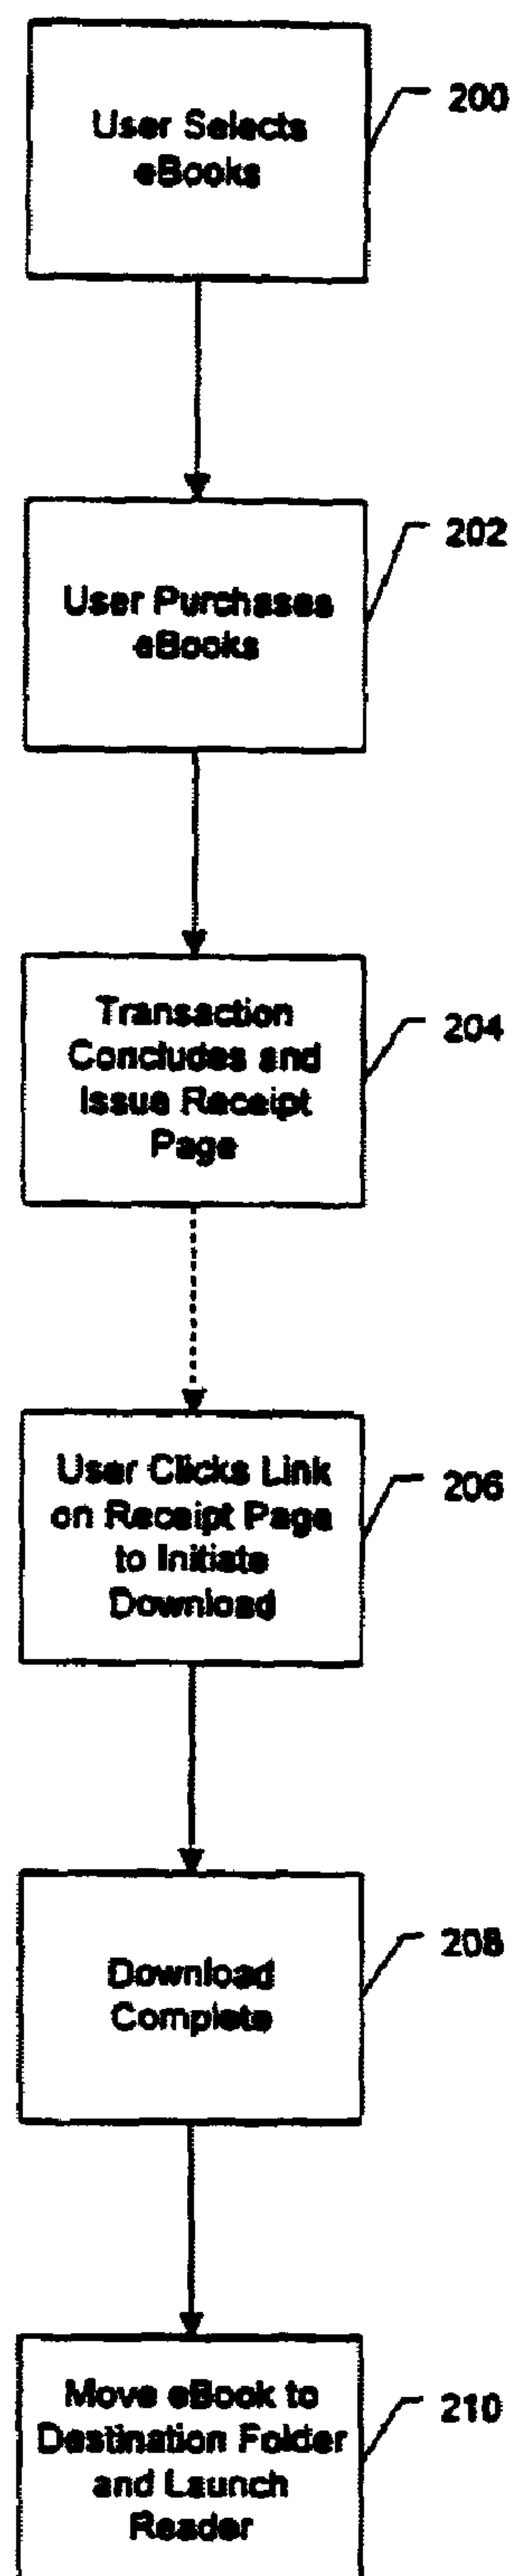 User Selects
eBooks
200
User Purchases
eBooks
202
Transaction
Concludes and
Issue Receipt
Page
204
User Clicks Link
on Receipt Page
to Initiate
Download
206
Download
Complete
208
Move eBook to
Destination Folder
and Launch
Reader
210